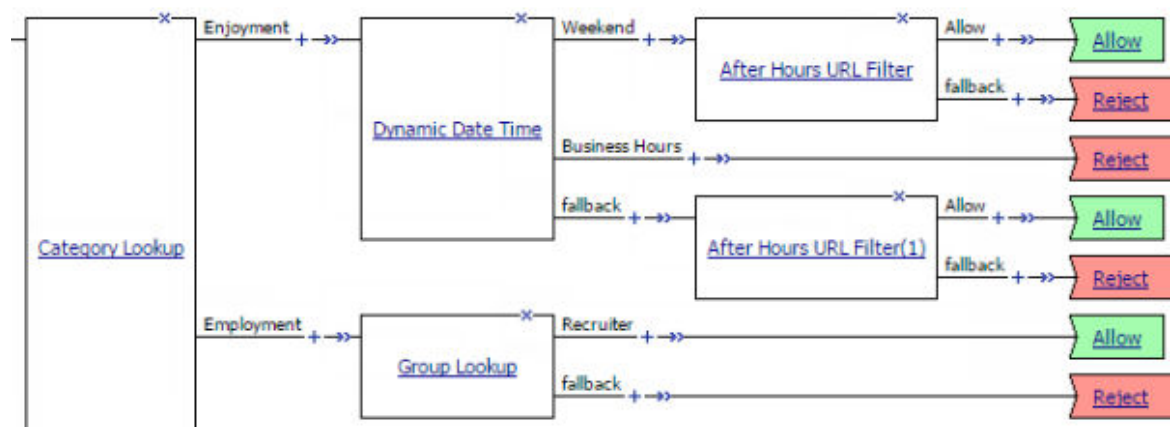 Enjoyment
Weekend
Allow
Allow
After Hours URL Filter
fallback
Reject
Dynamic Date Time
Business Hours
Reject
fallback
Allow
Allow
Category Lookup
After Hours URL Filter(1)
fallback
Reject
Employment
Recruiter
Allow
Group Lookup
fallback
Reject